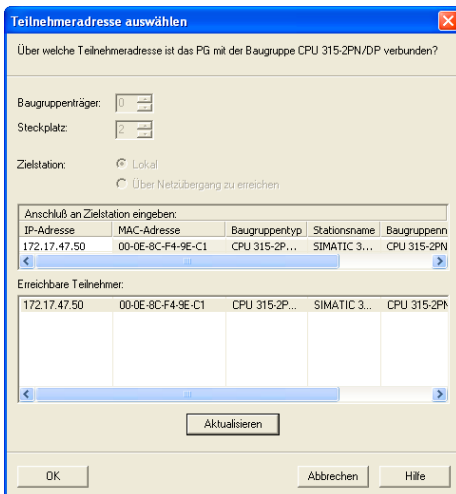 Teilnehmeradresse auswählen
Über welche Teilnehmeradresse ist das PG mit der Baugruppe CPU 315-2PN/DP verbunden?
Baugruppenträger: 0
Steckplatz: 2
Zielstation: Lokal
Über Netzübergang zu erreichen
Anschluß an Zielstation eingeben:
IP-Adresse MAC-Adresse Baugruppentyp Stationsname Baugruppenn
172.17.47.50 00-0E-8C-F4-9E-C1 CPU 315-2P... SIMATIC 3... CPU 315-2PN
Erreichbare Teilnehmer:
172.17.47.50 00-0E-8C-F4-9E-C1 CPU 315-2P... SIMATIC 3... CPU 315-2PN
Aktualisieren
OK Abbrechen Hilfe